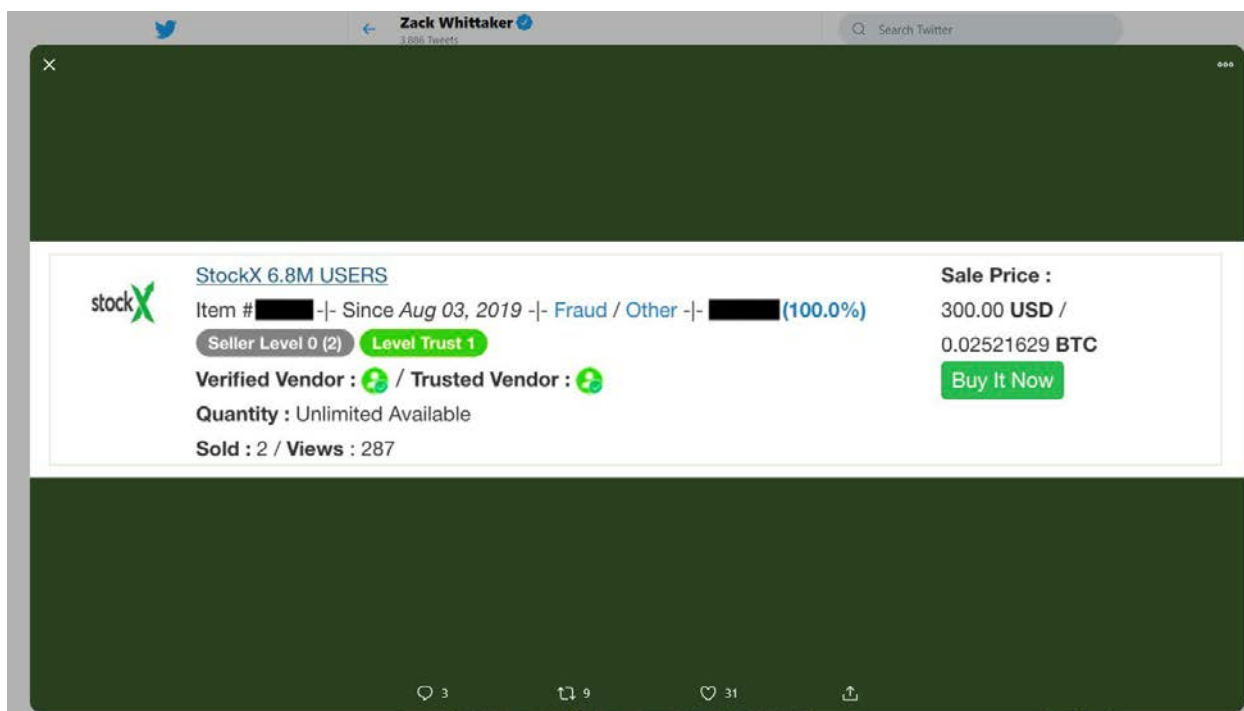 Zack Whittaker
3,886 Tweets
Search Twitter
stockX
StockX 6.8M USERS
Item # -|- Since Aug 03, 2019 -|- Fraud / Other -|- (100.0%)
Seller Level 0 (2) Level Trust 1
Verified Vendor : / Trusted Vendor :
Quantity : Unlimited Available
Sold : 2 / Views : 287
Sale Price :
300.00 USD /
0.02521629 BTC
Buy It Now
3 9 31